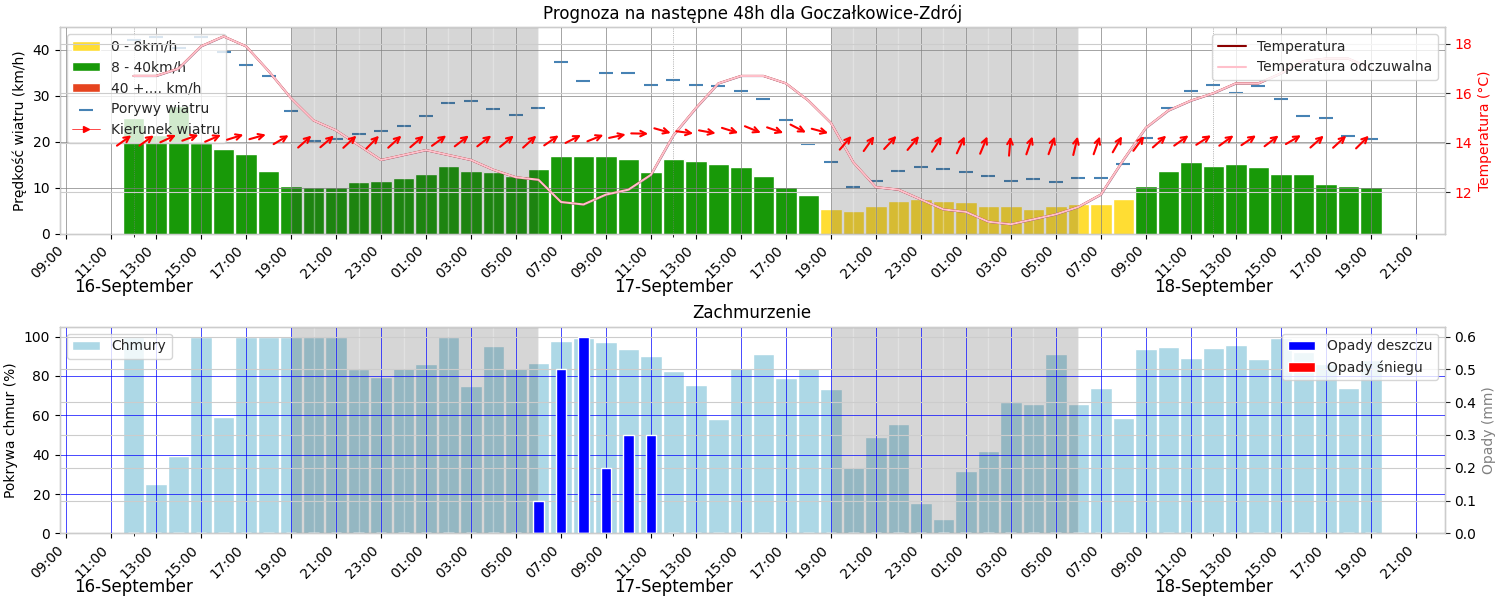 Prognoza na następne 48h dla Goczałkowice-Zdrój
0 - 8km/h
8 - 40km/h
40 +.... km/h
Porywy wiatru
Kierunek wiatru
Temperatura
Temperatura odczuwalna
Prędkość wiatru (km/h)
40
30
20
10
0
Temperatura (°C)
18
16
14
12
09:00 11:00 13:00 15:00 17:00 19:00 21:00 23:00 01:00 03:00 05:00 07:00 09:00 11:00 13:00 15:00 17:00 19:00 21:00 23:00 01:00 03:00 05:00 07:00 09:00 11:00 13:00 15:00 17:00 19:00 21:00
16-September 17-September 18-September
Zachmurzenie
Chmury
Opady deszczu
Opady śniegu
Pokrywa chmur (%)
100
80
60
40
20
0
Opady (mm)
0.6
0.5
0.4
0.3
0.2
0.1
0.0
09:00 11:00 13:00 15:00 17:00 19:00 21:00 23:00 01:00 03:00 05:00 07:00 09:00 11:00 13:00 15:00 17:00 19:00 21:00 23:00 01:00 03:00 05:00 07:00 09:00 11:00 13:00 15:00 17:00 19:00 21:00
16-September 17-September 18-September